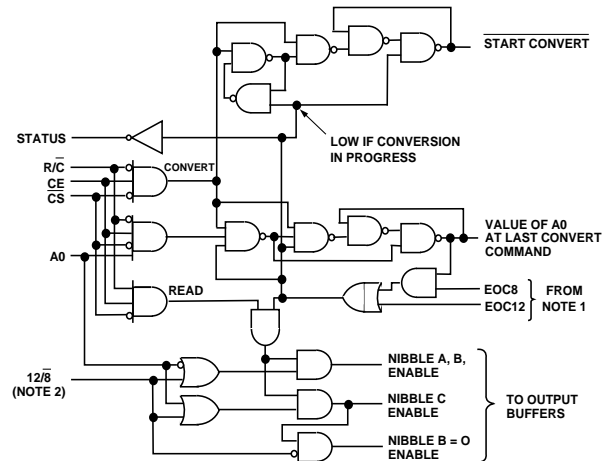 START CONVERT
STATUS
LOW IF CONVERSION
IN PROGRESS
R/C
CONVERT
CE
CS
VALUE OF A0
AT LAST CONVERT
COMMAND
A0
READ
EOC8
EOC12
FROM
NOTE 1
NIBBLE A, B,
ENABLE
12/8
(NOTE 2)
NIBBLE C
ENABLE
TO OUTPUT
BUFFERS
NIBBLE B = O
ENABLE